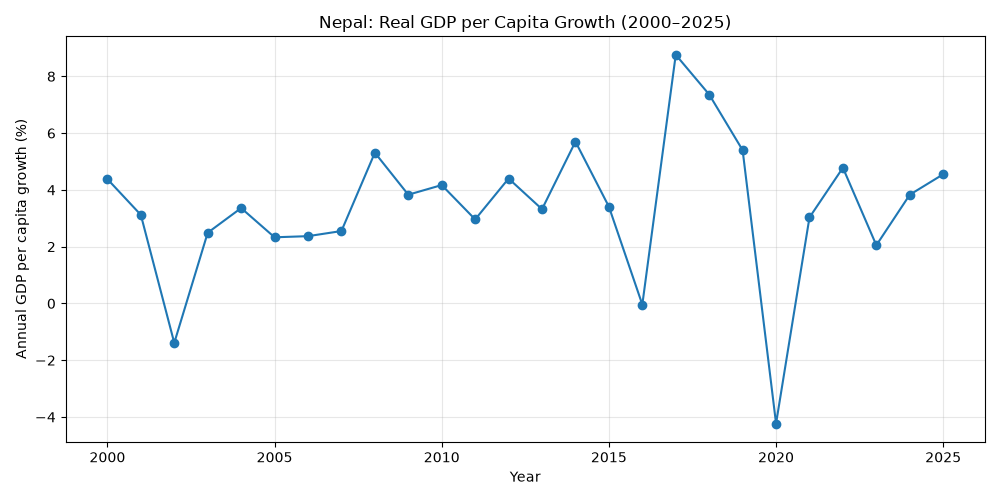 Nepal: Real GDP per Capita Growth (2000–2025)
Annual GDP per capita growth (%)
8
6
4
2
0
−2
−4
2000 2005 2010 2015 2020 2025
Year